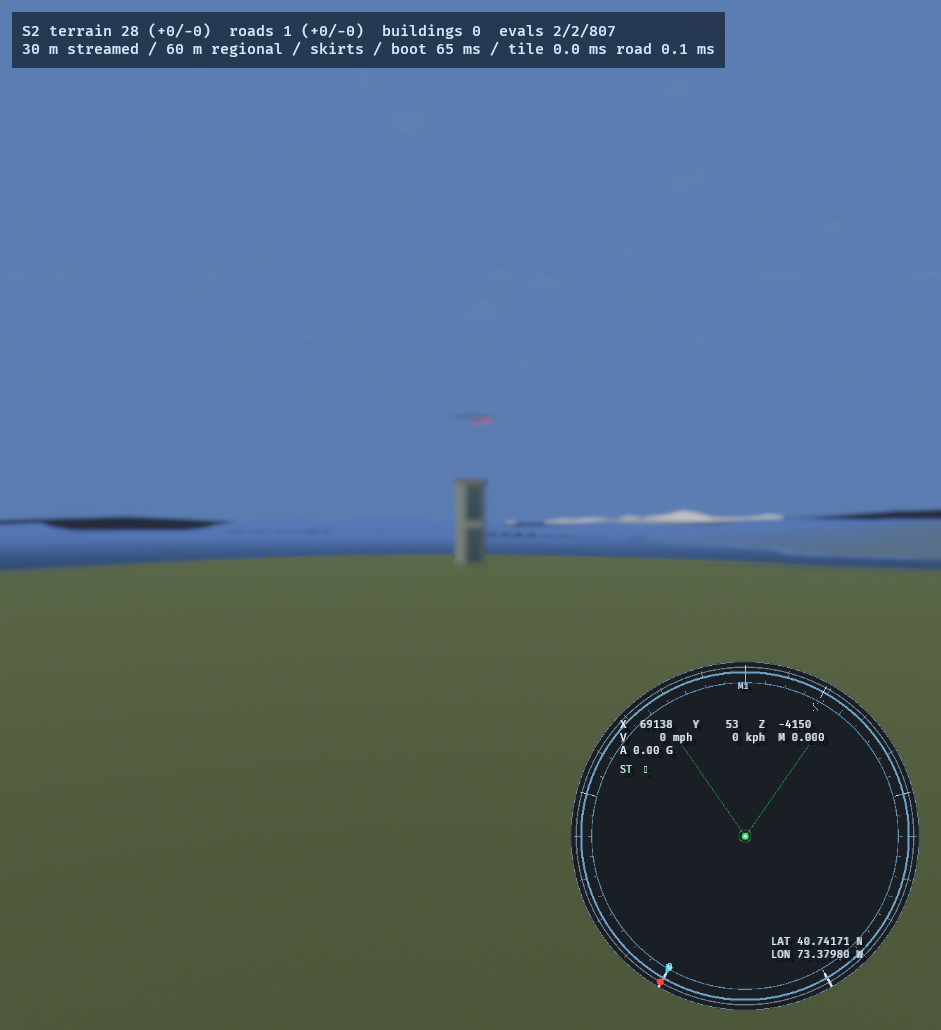 S2 terrain 28 (+0/-0)  roads 1 (+0/-0)  buildings 0  evals 2/2/807
30 m streamed / 60 m regional / skirts / boot 65 ms / tile 0.0 ms road 0.1 ms
M1
X 69138 Y 53 Z -4150
V 0 mph 0 kph M 0.000
A 0.00 G
ST
LAT 40.74171 N
LON 73.37980 W